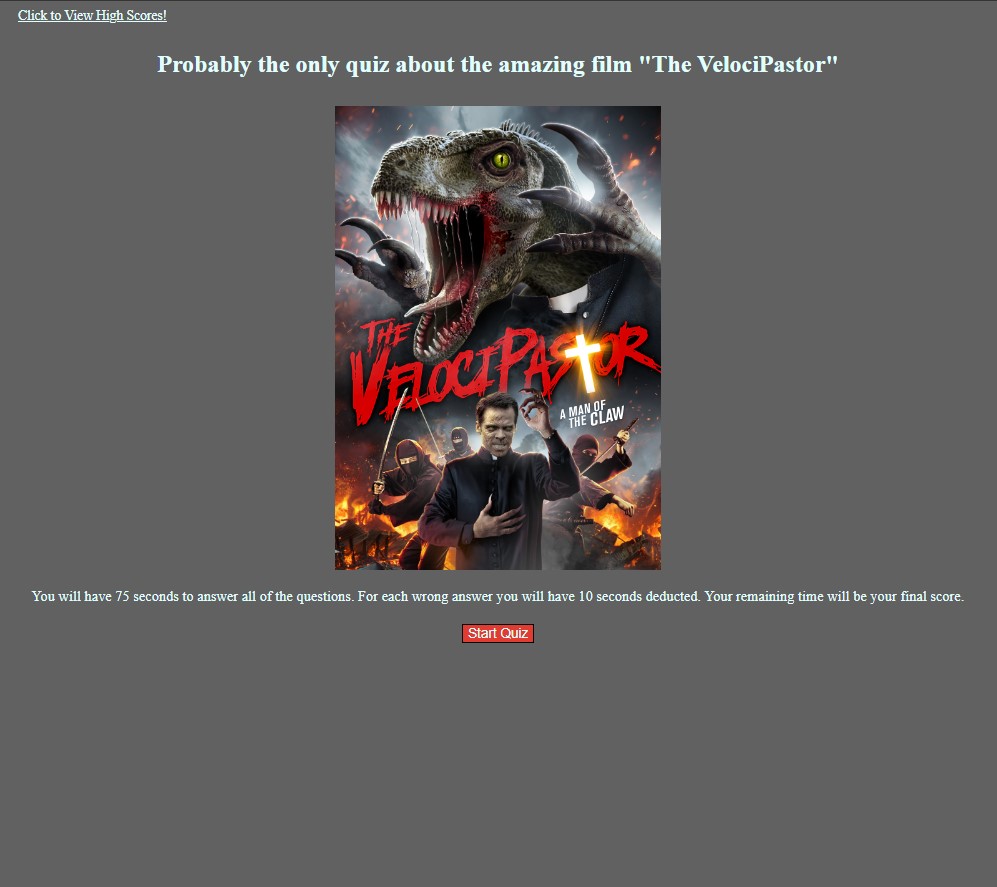 Click to View High Scores!
Probably the only quiz about the amazing film "The VelociPastor"
THE
VELOCIPASTOR
A MAN OF
THE CLAW
You will have 75 seconds to answer all of the questions. For each wrong answer you will have 10 seconds deducted. Your remaining time will be your final score.
Start Quiz